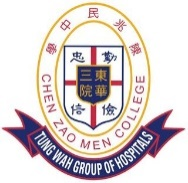 陳兆民中學
CHEN ZAO MEN COLLEGE
勤儉
忠信
東華
三院
TUNG WAH GROUP OF HOSPITALS